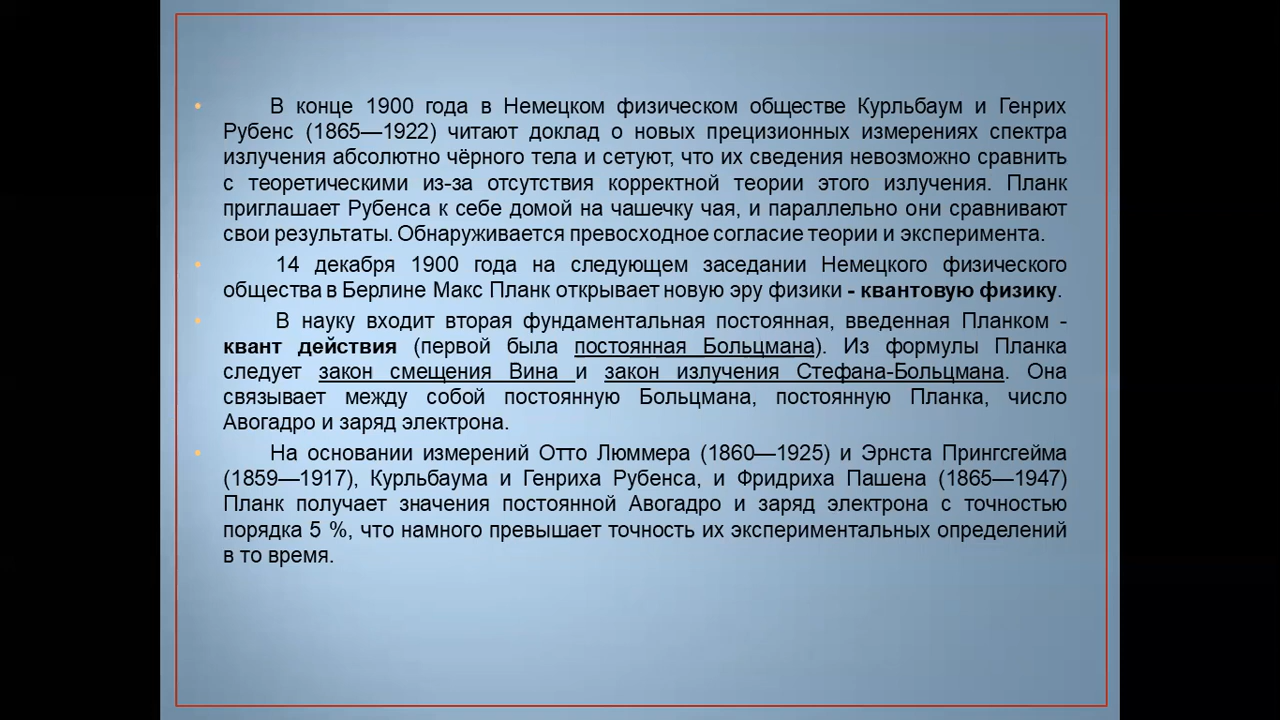 • В конце 1900 года в Немецком физическом обществе Курльбаум и Генрих
Рубенс (1865—1922) читают доклад о новых прецизионных измерениях спектра
излучения абсолютно чёрного тела и сетуют, что их сведения невозможно сравнить
с теоретическими из-за отсутствия корректной теории этого излучения. Планк
приглашает Рубенса к себе домой на чашечку чая, и параллельно они сравнивают
свои результаты. Обнаруживается превосходное согласие теории и эксперимента.
• 14 декабря 1900 года на следующем заседании Немецкого физического
общества в Берлине Макс Планк открывает новую эру физики - квантовую физику.
• В науку входит вторая фундаментальная постоянная, введенная Планком -
квант действия (первой была постоянная Больцмана). Из формулы Планка
следует закон смещения Вина и закон излучения Стефана-Больцмана. Она
связывает между собой постоянную Больцмана, постоянную Планка, число
Авогадро и заряд электрона.
• На основании измерений Отто Люммера (1860—1925) и Эрнста Прингсгейма
(1859—1917), Курльбаума и Генриха Рубенса, и Фридриха Пашена (1865—1947)
Планк получает значения постоянной Авогадро и заряд электрона с точностью
порядка 5 %, что намного превышает точность их экспериментальных определений
в то время.